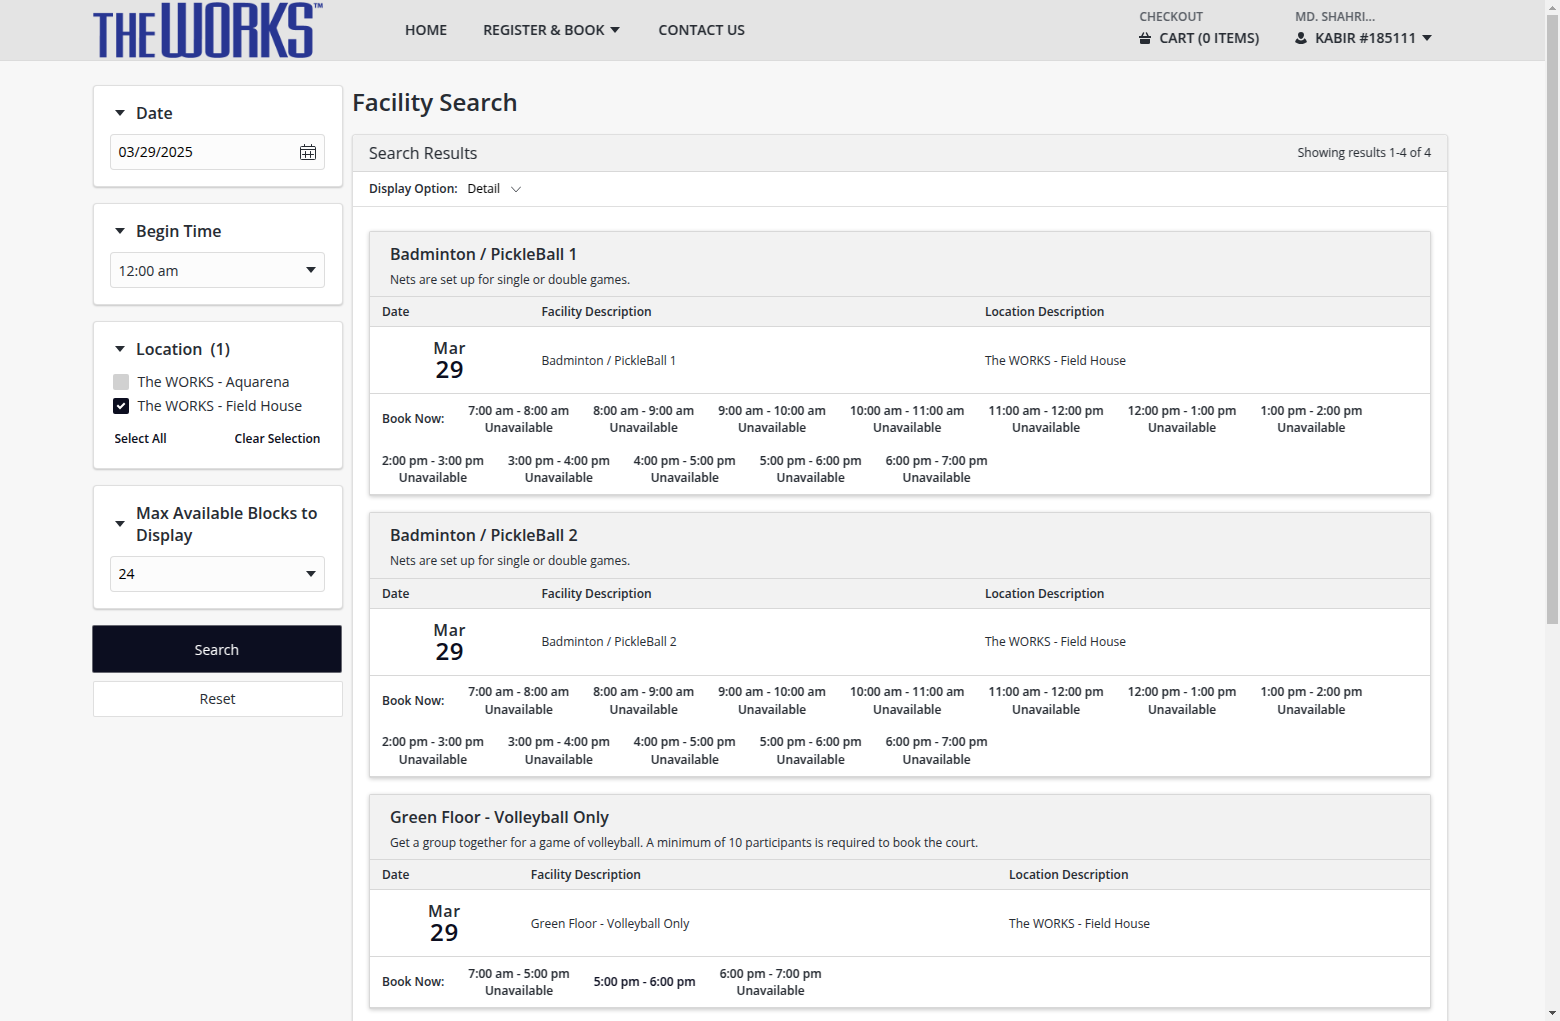 THE WORKS™
HOME
REGISTER & BOOK
CONTACT US
CHECKOUT
CART (0 ITEMS)
MD. SHAHRI...
KABIR #185111
Date
03/29/2025
Begin Time
12:00 am
Location (1)
The WORKS - Aquarena
The WORKS - Field House
Select All Clear Selection
Max Available Blocks to
Display
24
Search
Reset
Facility Search
Search Results Showing results 1-4 of 4
Display Option: Detail
Badminton / PickleBall 1
Nets are set up for single or double games.
Date Facility Description Location Description
Mar
29
Badminton / PickleBall 1 The WORKS - Field House
Book Now:
7:00 am - 8:00 am 8:00 am - 9:00 am 9:00 am - 10:00 am 10:00 am - 11:00 am 11:00 am - 12:00 pm 12:00 pm - 1:00 pm 1:00 pm - 2:00 pm
Unavailable Unavailable Unavailable Unavailable Unavailable Unavailable Unavailable
2:00 pm - 3:00 pm 3:00 pm - 4:00 pm 4:00 pm - 5:00 pm 5:00 pm - 6:00 pm 6:00 pm - 7:00 pm
Unavailable Unavailable Unavailable Unavailable Unavailable
Badminton / PickleBall 2
Nets are set up for single or double games.
Date Facility Description Location Description
Mar
29
Badminton / PickleBall 2 The WORKS - Field House
Book Now:
7:00 am - 8:00 am 8:00 am - 9:00 am 9:00 am - 10:00 am 10:00 am - 11:00 am 11:00 am - 12:00 pm 12:00 pm - 1:00 pm 1:00 pm - 2:00 pm
Unavailable Unavailable Unavailable Unavailable Unavailable Unavailable Unavailable
2:00 pm - 3:00 pm 3:00 pm - 4:00 pm 4:00 pm - 5:00 pm 5:00 pm - 6:00 pm 6:00 pm - 7:00 pm
Unavailable Unavailable Unavailable Unavailable Unavailable
Green Floor - Volleyball Only
Get a group together for a game of volleyball. A minimum of 10 participants is required to book the court.
Date Facility Description Location Description
Mar
29
Green Floor - Volleyball Only The WORKS - Field House
Book Now:
7:00 am - 5:00 pm 5:00 pm - 6:00 pm 6:00 pm - 7:00 pm
Unavailable Unavailable